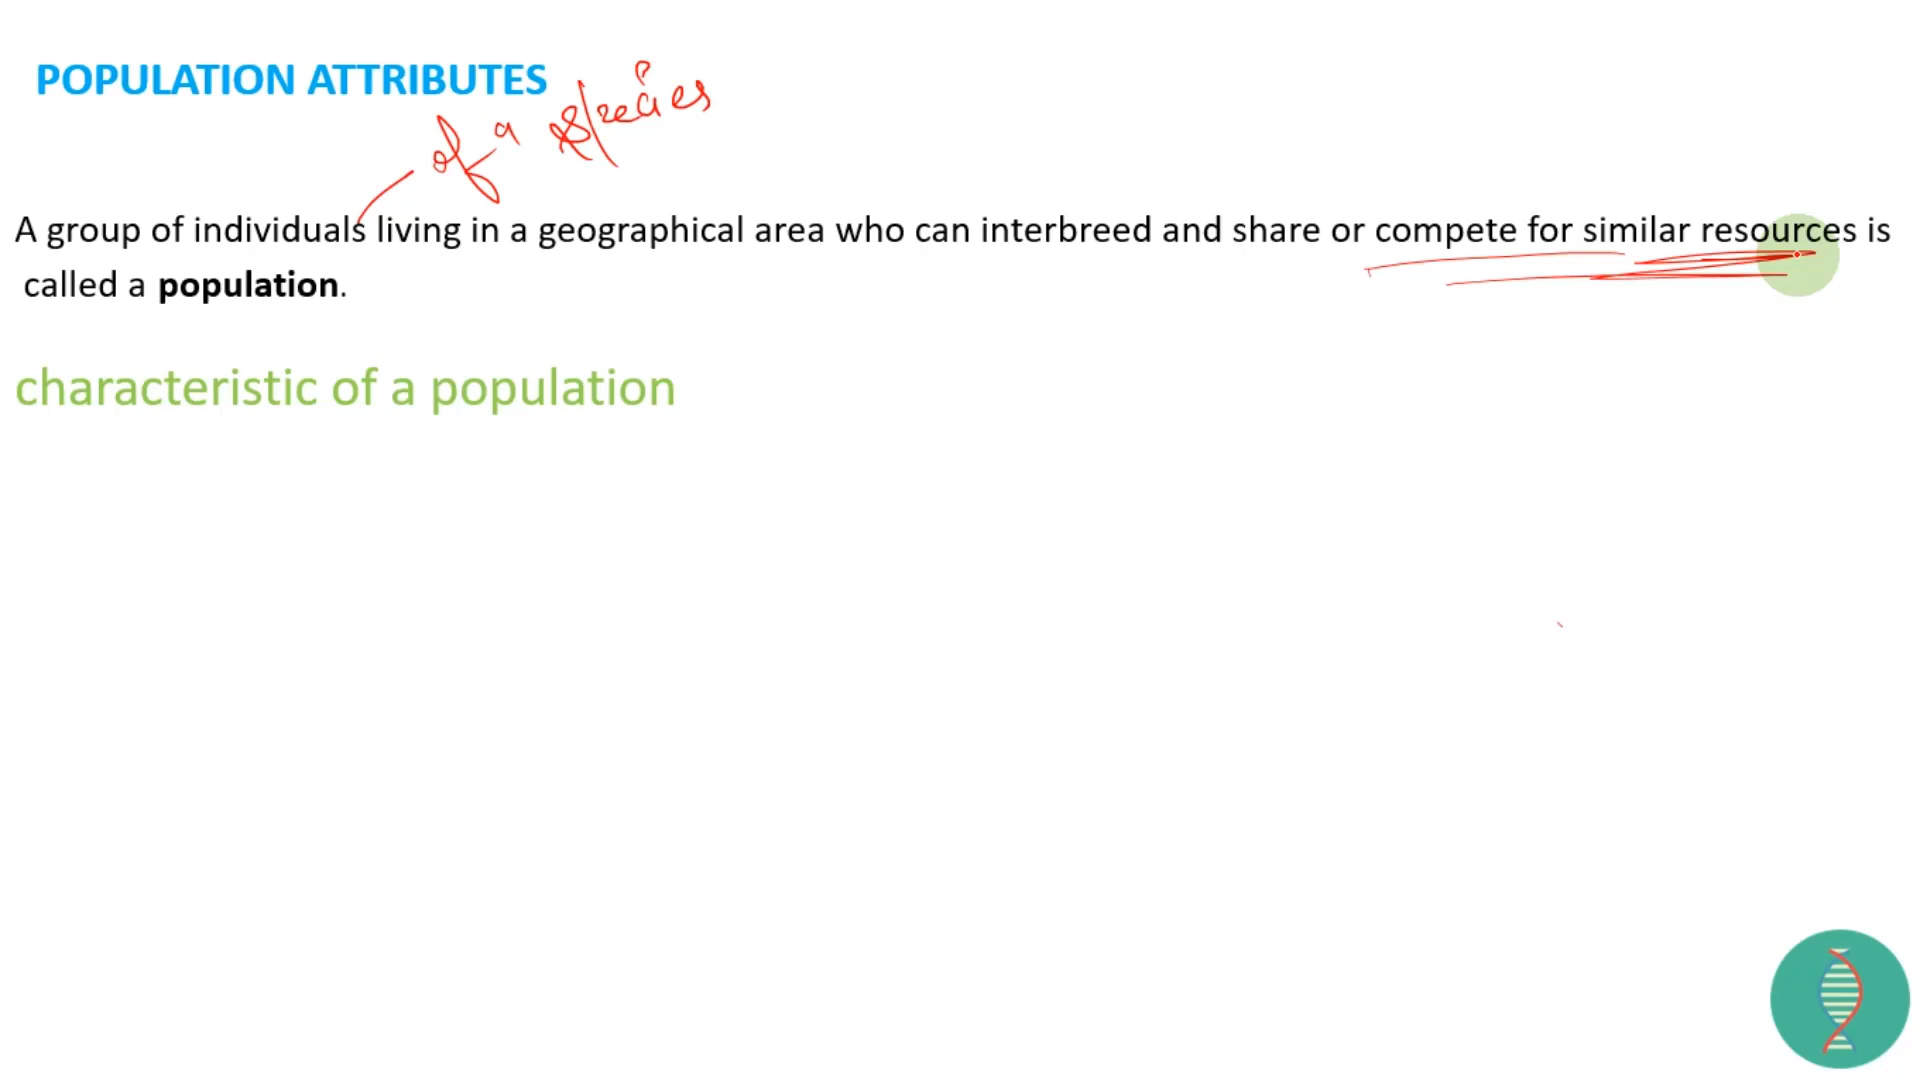 POPULATION ATTRIBUTES
of a species
A group of individuals living in a geographical area who can interbreed and share or compete for similar resources is
called a population.
characteristic of a population